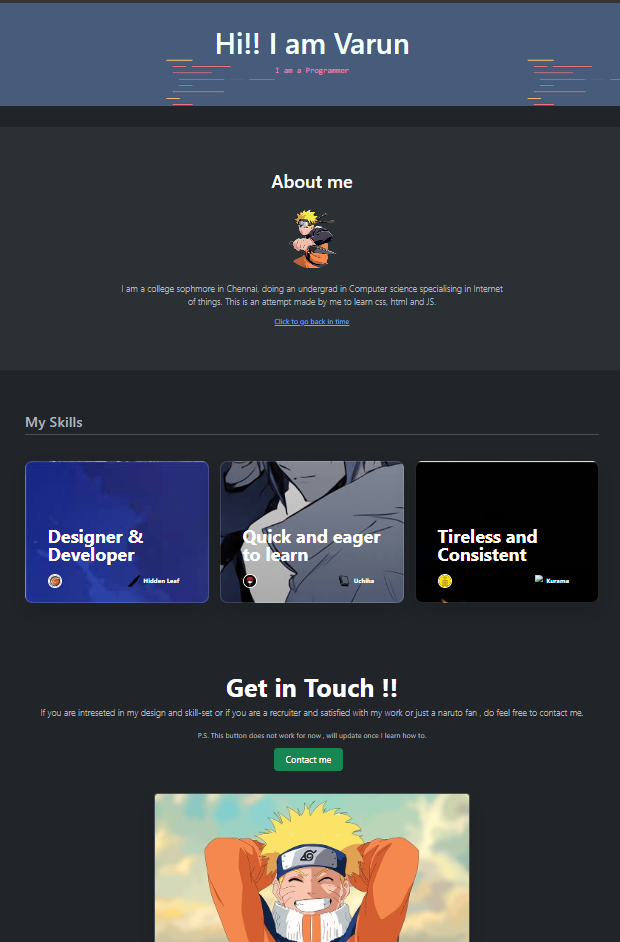 Hi!! I am Varun
I am a Programmer
About me
I am a college sophmore in Chennai, doing an undergrad in Computer science specialising in Internet
of things. This is an attempt made by me to learn css, html and JS.
Click to go back in time
My Skills
Designer &
Developer
Hidden Leaf
Quick and eager
to learn
Uchiha
Tireless and
Consistent
Kurama
Get in Touch !!
If you are intreseted in my design and skill-set or if you are a recruiter and satisfied with my work or just a naruto fan , do feel free to contact me.
P.S. This button does not work for now , will update once I learn how to.
Contact me